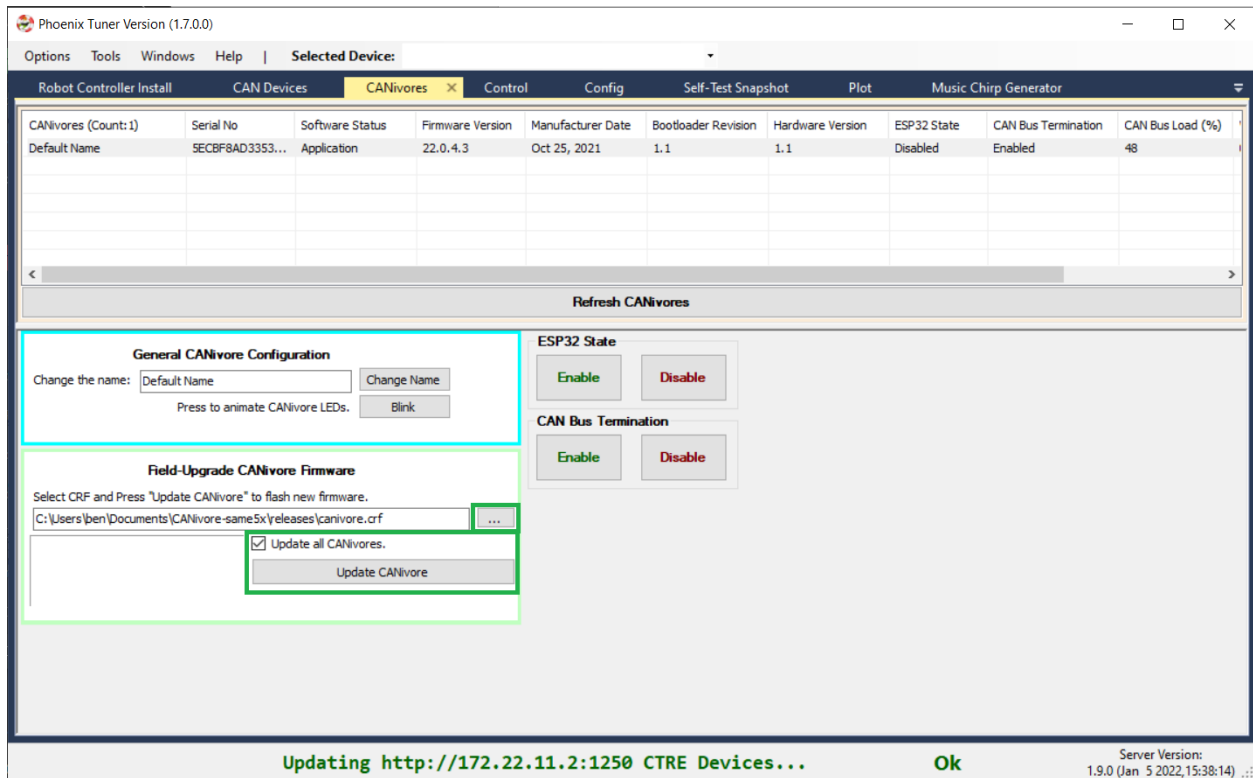 Phoenix Tuner Version (1.7.0.0)
Options Tools Windows Help | Selected Device:
Robot Controller Install CAN Devices CANivores Control Config Self-Test Snapshot Plot Music Chirp Generator
CANivores (Count:1) Serial No Software Status Firmware Version Manufacturer Date Bootloader Revision Hardware Version ESP32 State CAN Bus Termination CAN Bus Load (%)
Default Name 5ECBF8AD3353... Application 22.0.4.3 Oct 25, 2021 1.1 1.1 Disabled Enabled 48
Refresh CANivores
General CANivore Configuration
Change the name: Default Name Change Name
Press to animate CANivore LEDs. Blink
ESP32 State
Enable Disable
CAN Bus Termination
Enable Disable
Field-Upgrade CANivore Firmware
Select CRF and Press "Update CANivore" to flash new firmware.
C:\Users\ben\Documents\CANivore-same5x\releases\canivore.crf ...
Update all CANivores.
Update CANivore
Updating http://172.22.11.2:1250 CTRE Devices... Ok
Server Version:
1.9.0 (Jan 5 2022,15:38:14)